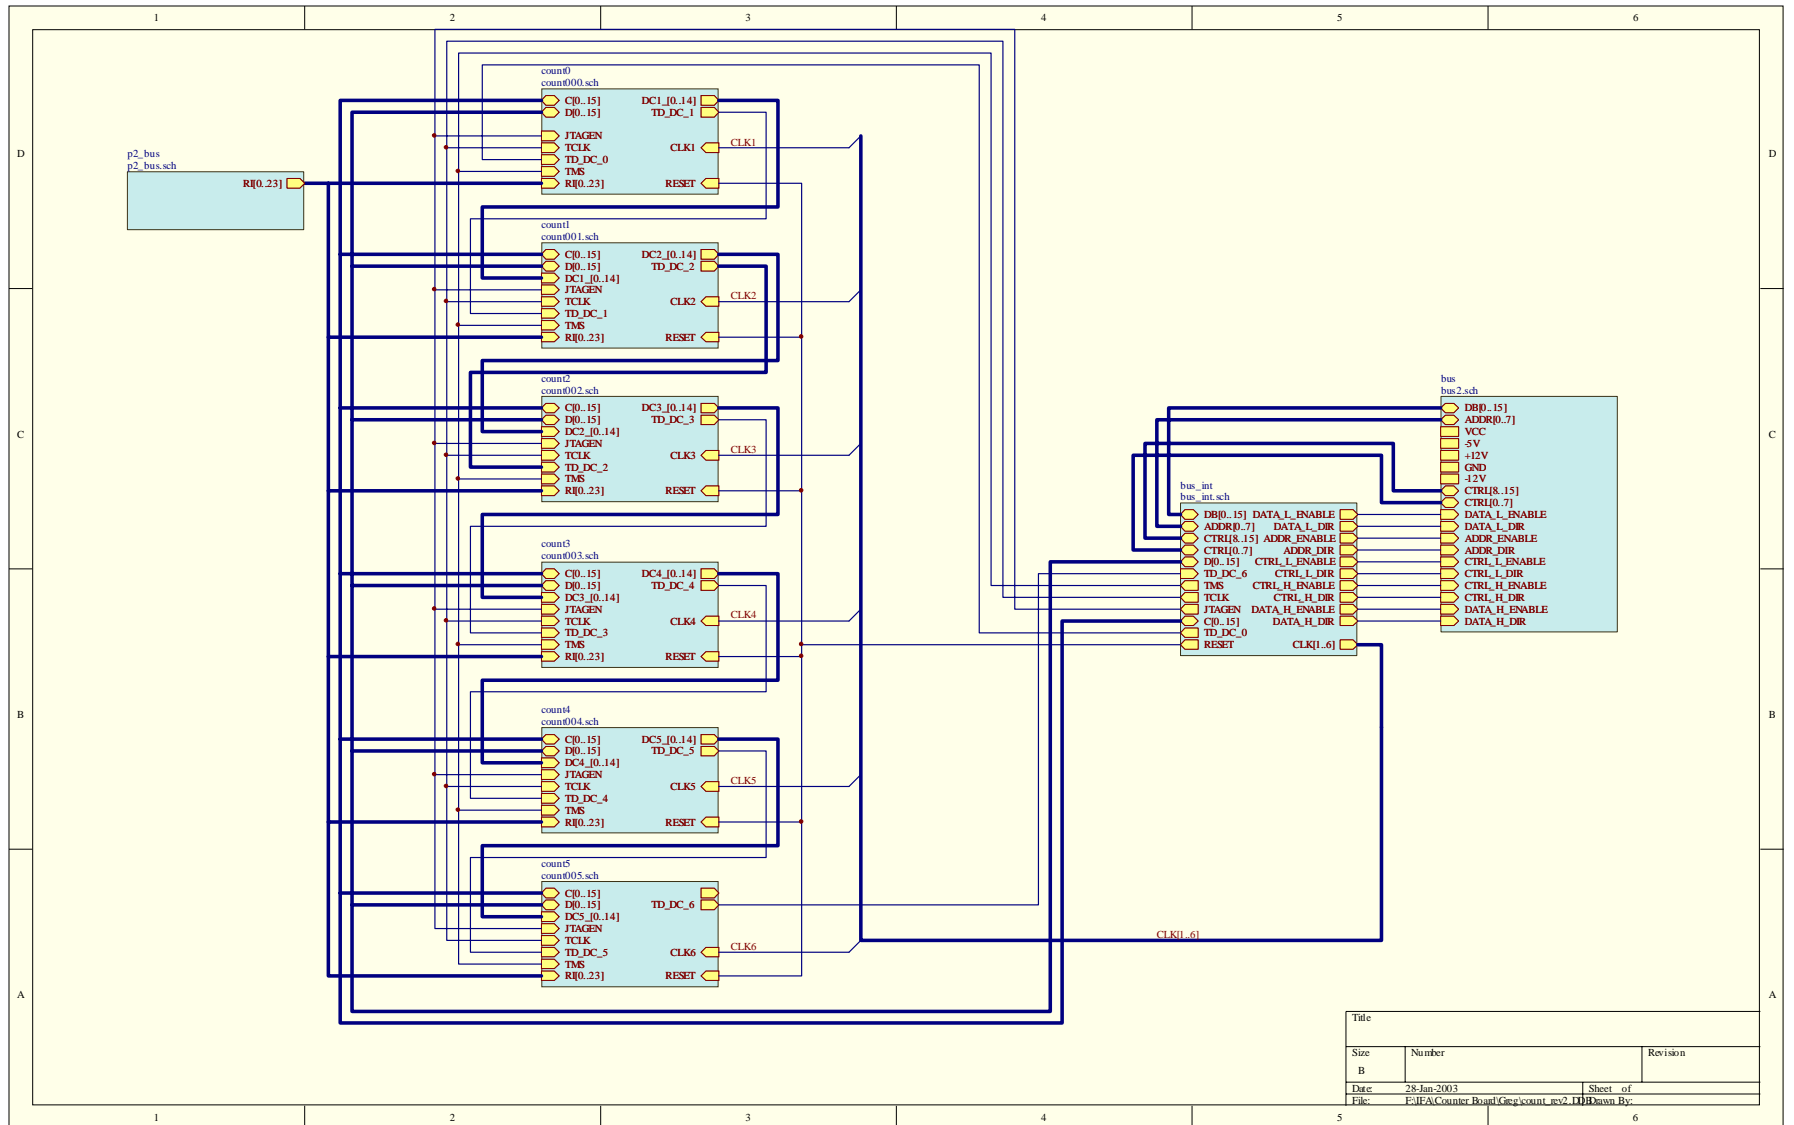 1 2 3 4 5 6
D D
C C
B B
A A
p2_bus
p2_bus.sch
RI[0..23]
count0
count000.sch
C[0..15] DC1_[0..14]
D[0..15] TD_DC_1
JTAGEN
TCLK CLK1 CLK1
TD_DC_0
TMS
RI[0..23] RESET
count1
count001.sch
C[0..15] DC2_[0..14]
D[0..15] TD_DC_2
DC1_[0..14]
JTAGEN
TCLK CLK2 CLK2
TD_DC_1
TMS
RI[0..23] RESET
count2
count002.sch
C[0..15] DC3_[0..14]
D[0..15] TD_DC_3
DC2_[0..14]
JTAGEN
TCLK CLK3 CLK3
TD_DC_2
TMS
RI[0..23] RESET
count3
count003.sch
C[0..15] DC4_[0..14]
D[0..15] TD_DC_4
DC3_[0..14]
JTAGEN
TCLK CLK4 CLK4
TD_DC_3
TMS
RI[0..23] RESET
count4
count004.sch
C[0..15] DC5_[0..14]
D[0..15] TD_DC_5
DC4_[0..14]
JTAGEN
TCLK CLK5 CLK5
TD_DC_4
TMS
RI[0..23] RESET
count5
count005.sch
C[0..15]
D[0..15] TD_DC_6
DC5_[0..14]
JTAGEN
TCLK
TD_DC_5 CLK6 CLK6
TMS
RI[0..23] RESET
bus_int
bus_int.sch
DB[0..15] DATA_L_ENABLE
ADDR[0..7] DATA_L_DIR
CTRL[8..15] ADDR_ENABLE
CTRL[0..7] ADDR_DIR
D[0..15] CTRL_L_ENABLE
TD_DC_6 CTRL_L_DIR
TMS CTRL_H_ENABLE
TCLK CTRL_H_DIR
JTAGEN DATA_H_ENABLE
C[0..15] DATA_H_DIR
TD_DC_0
RESET CLK[1..6]
CLK[1..6]
bus
bus2.sch
DB[0..15]
ADDR[0..7]
VCC
-5V
+12V
GND
-12V
CTRL[8..15]
CTRL[0..7]
DATA_L_ENABLE
DATA_L_DIR
ADDR_ENABLE
ADDR_DIR
CTRL_L_ENABLE
CTRL_L_DIR
CTRL_H_ENABLE
CTRL_H_DIR
DATA_H_ENABLE
DATA_H_DIR
Title
Size Number Revision
B
Date: 28-Jan-2003 Sheet of
File: F:\IFA\Counter Board\Greg\count_rev2.DDB Drawn By:
1 2 3 4 5 6